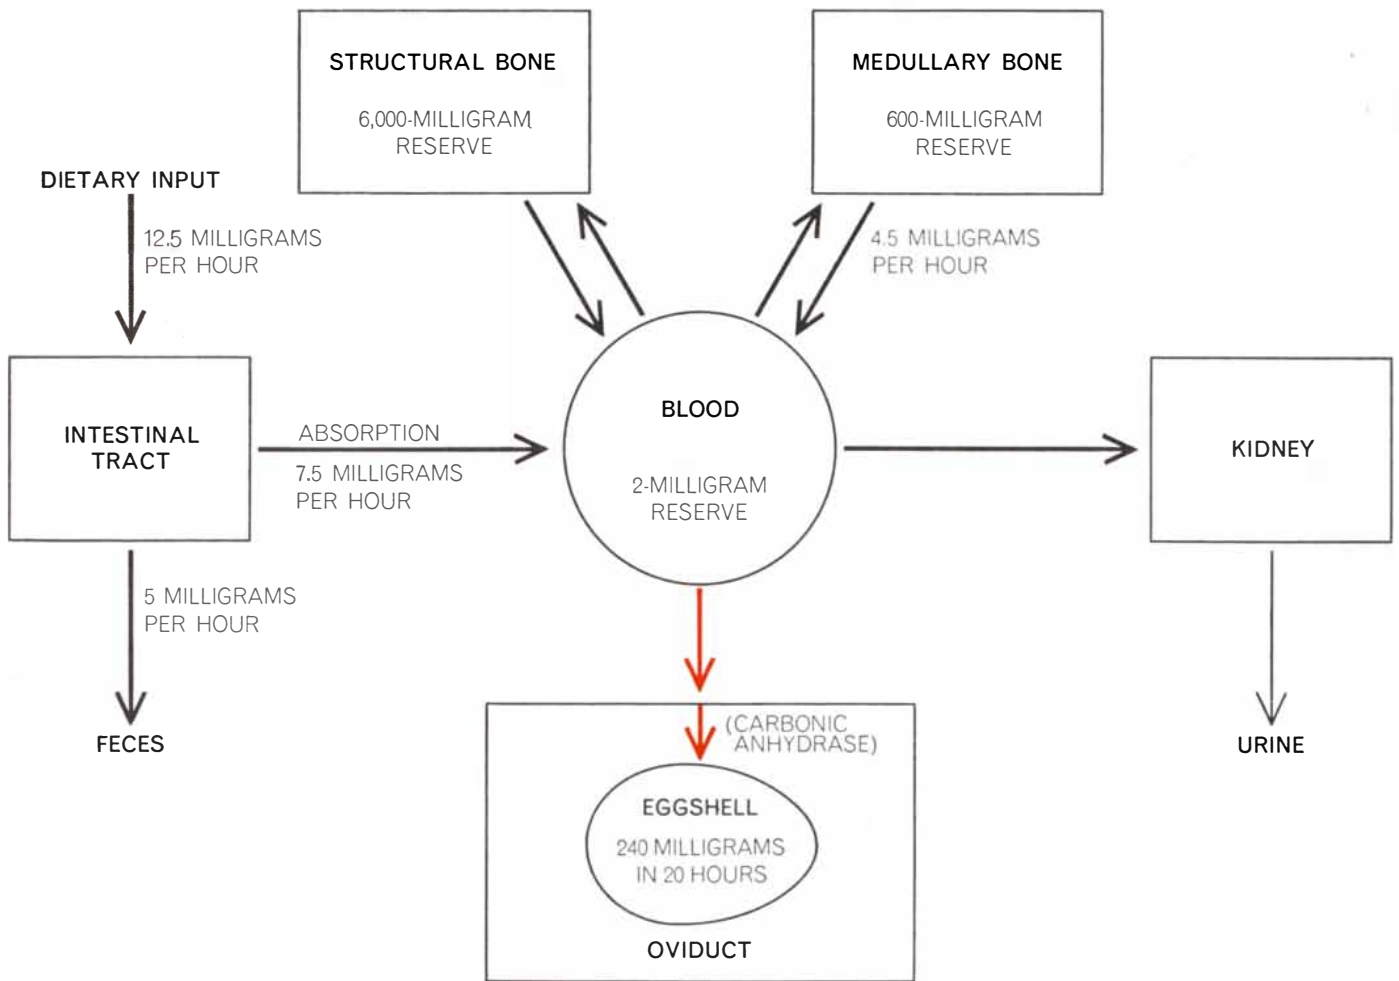 STRUCTURAL BONE
6,000-MILLIGRAM
RESERVE
MEDULLARY BONE
600-MILLIGRAM
RESERVE
DIETARY INPUT
12.5 MILLIGRAMS
PER HOUR
4.5 MILLIGRAMS
PER HOUR
INTESTINAL
TRACT
ABSORPTION
7.5 MILLIGRAMS
PER HOUR
BLOOD
2-MILLIGRAM
RESERVE
KIDNEY
5 MILLIGRAMS
PER HOUR
FECES
(CARBONIC
ANHYDRASE)
EGGSHELL
240 MILLIGRAMS
IN 20 HOURS
OVIDUCT
URINE